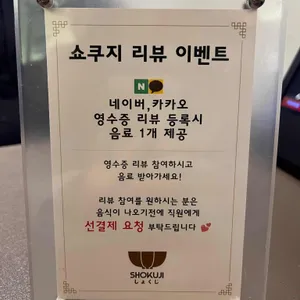 쇼쿠지 리뷰 이벤트
N
네이버,카카오
영수증 리뷰 등록시
음료 1개 제공
영수증 리뷰 참여하시고
음료 받아가세요!
리뷰 참여를 원하시는 분은
음식이 나오기전에 직원에게
선결제 요청 부탁드립니다
SHOKUJI
しょくじ